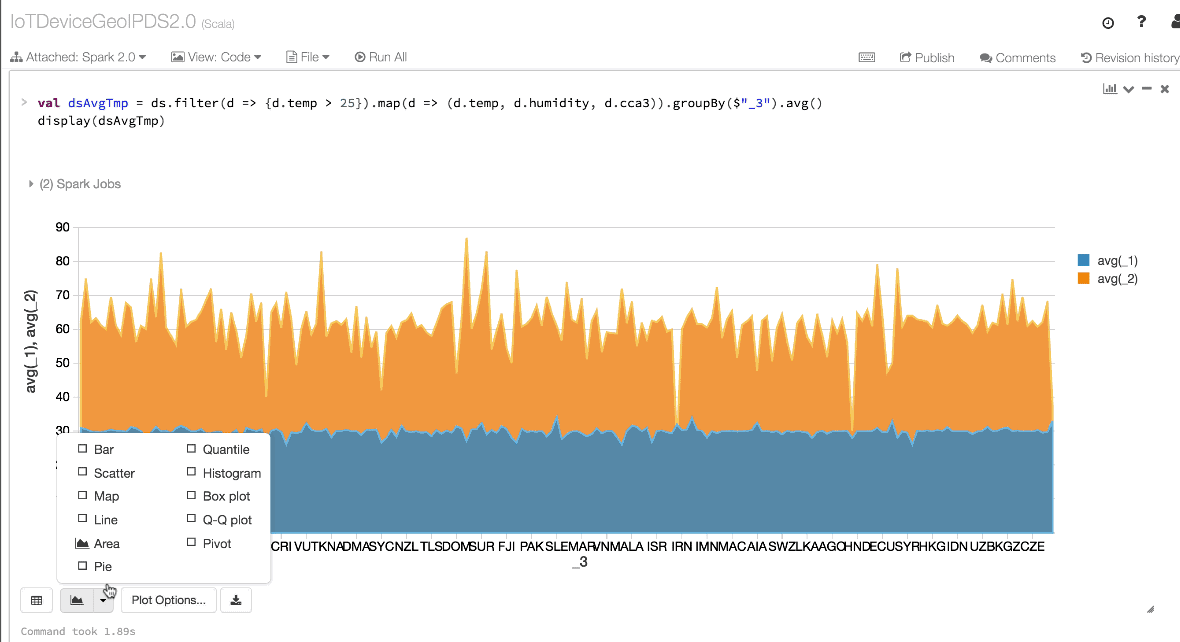 IoTDeviceGeoIPDS2.0 (Scala)
?
Attached: Spark 2.0 View: Code File Run All Publish Comments Revision history
> val dsAvgTmp = ds.filter(d => {d.temp > 25}).map(d => (d.temp, d.humidity, d.cca3)).groupBy($"_3").avg()
display(dsAvgTmp)
(2) Spark Jobs
90
80
70
60
50
40
30
avg(_1), avg(_2)
avg(_1)
avg(_2)
Bar Quantile
Scatter Histogram
Map Box plot
Line Q-Q plot
Area Pivot
Pie
CRI VUTKNADMASYCNZL TLSDOMSUR FJI PAK SLEMARVNMALA ISR IRN IMNMACAIASWZLKAAGOHNDECUSYRHKGIDN UZBKGZCZE
_3
Plot Options...
Command took 1.89s